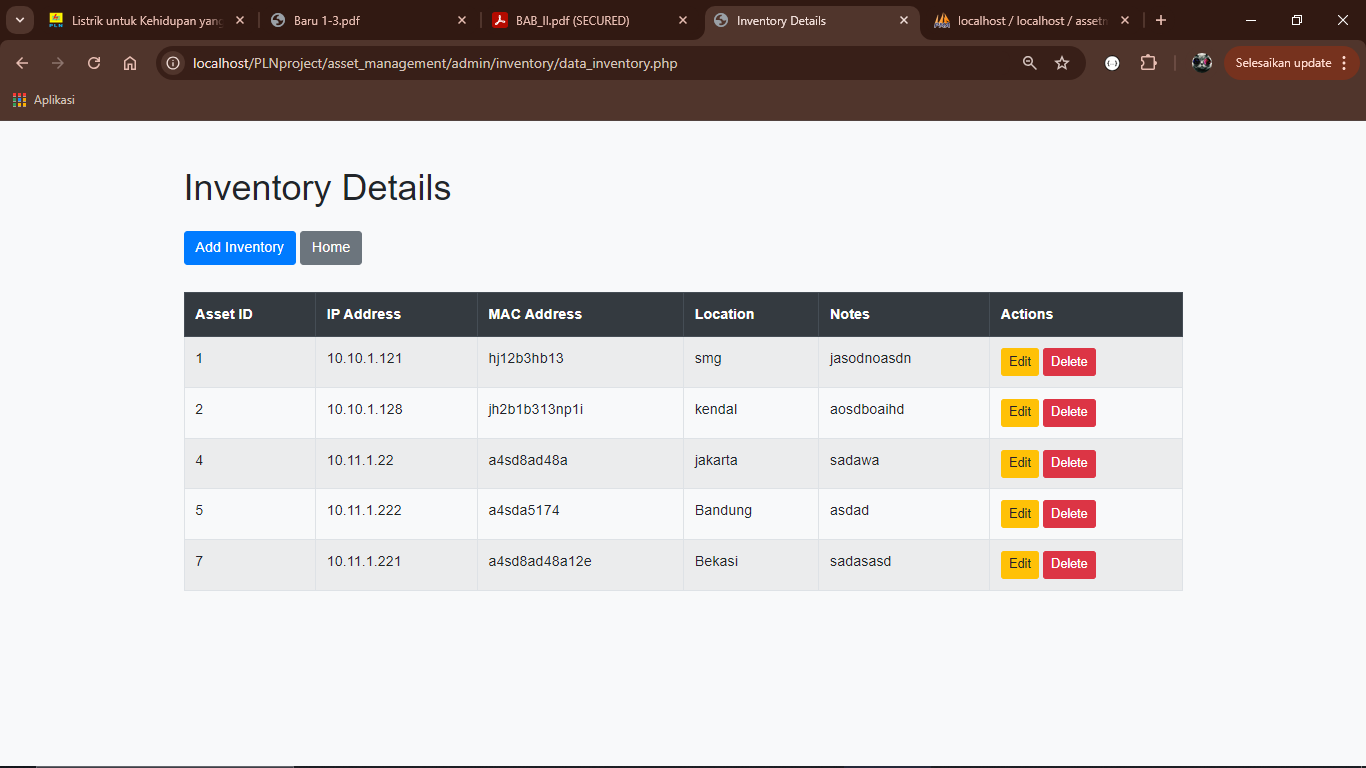 Listrik untuk Kehidupan yang
Baru 1-3.pdf
BAB_II.pdf (SECURED)
Inventory Details
localhost / localhost / assetm
localhost/PLNproject/asset_management/admin/inventory/data_inventory.php
Selesaikan update
Aplikasi
Inventory Details
Add Inventory Home
Asset ID IP Address MAC Address Location Notes Actions
1 10.10.1.121 hj12b3hb13 smg jasodnoasdn Edit Delete
2 10.10.1.128 jh2b1b313np1i kendal aosdboaihd Edit Delete
4 10.11.1.22 a4sd8ad48a jakarta sadawa Edit Delete
5 10.11.1.222 a4sda5174 Bandung asdad Edit Delete
7 10.11.1.221 a4sd8ad48a12e Bekasi sadasasd Edit Delete